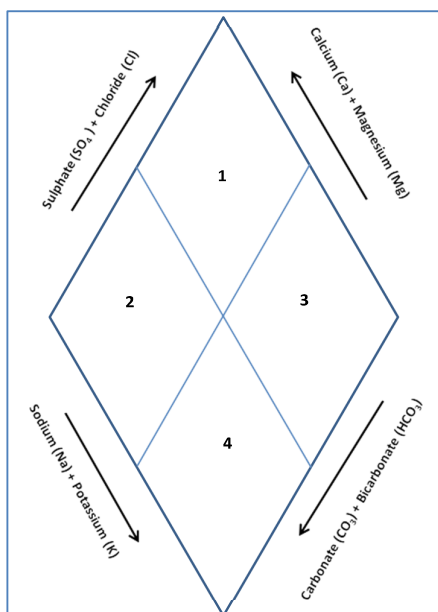 Sulphate (SO₄) + Chloride (Cl)
Calcium (Ca) + Magnesium (Mg)
1
2
3
4
Sodium (Na) + Potassium (K)
Carbonate (CO₃) + Bicarbonate (HCO₃)